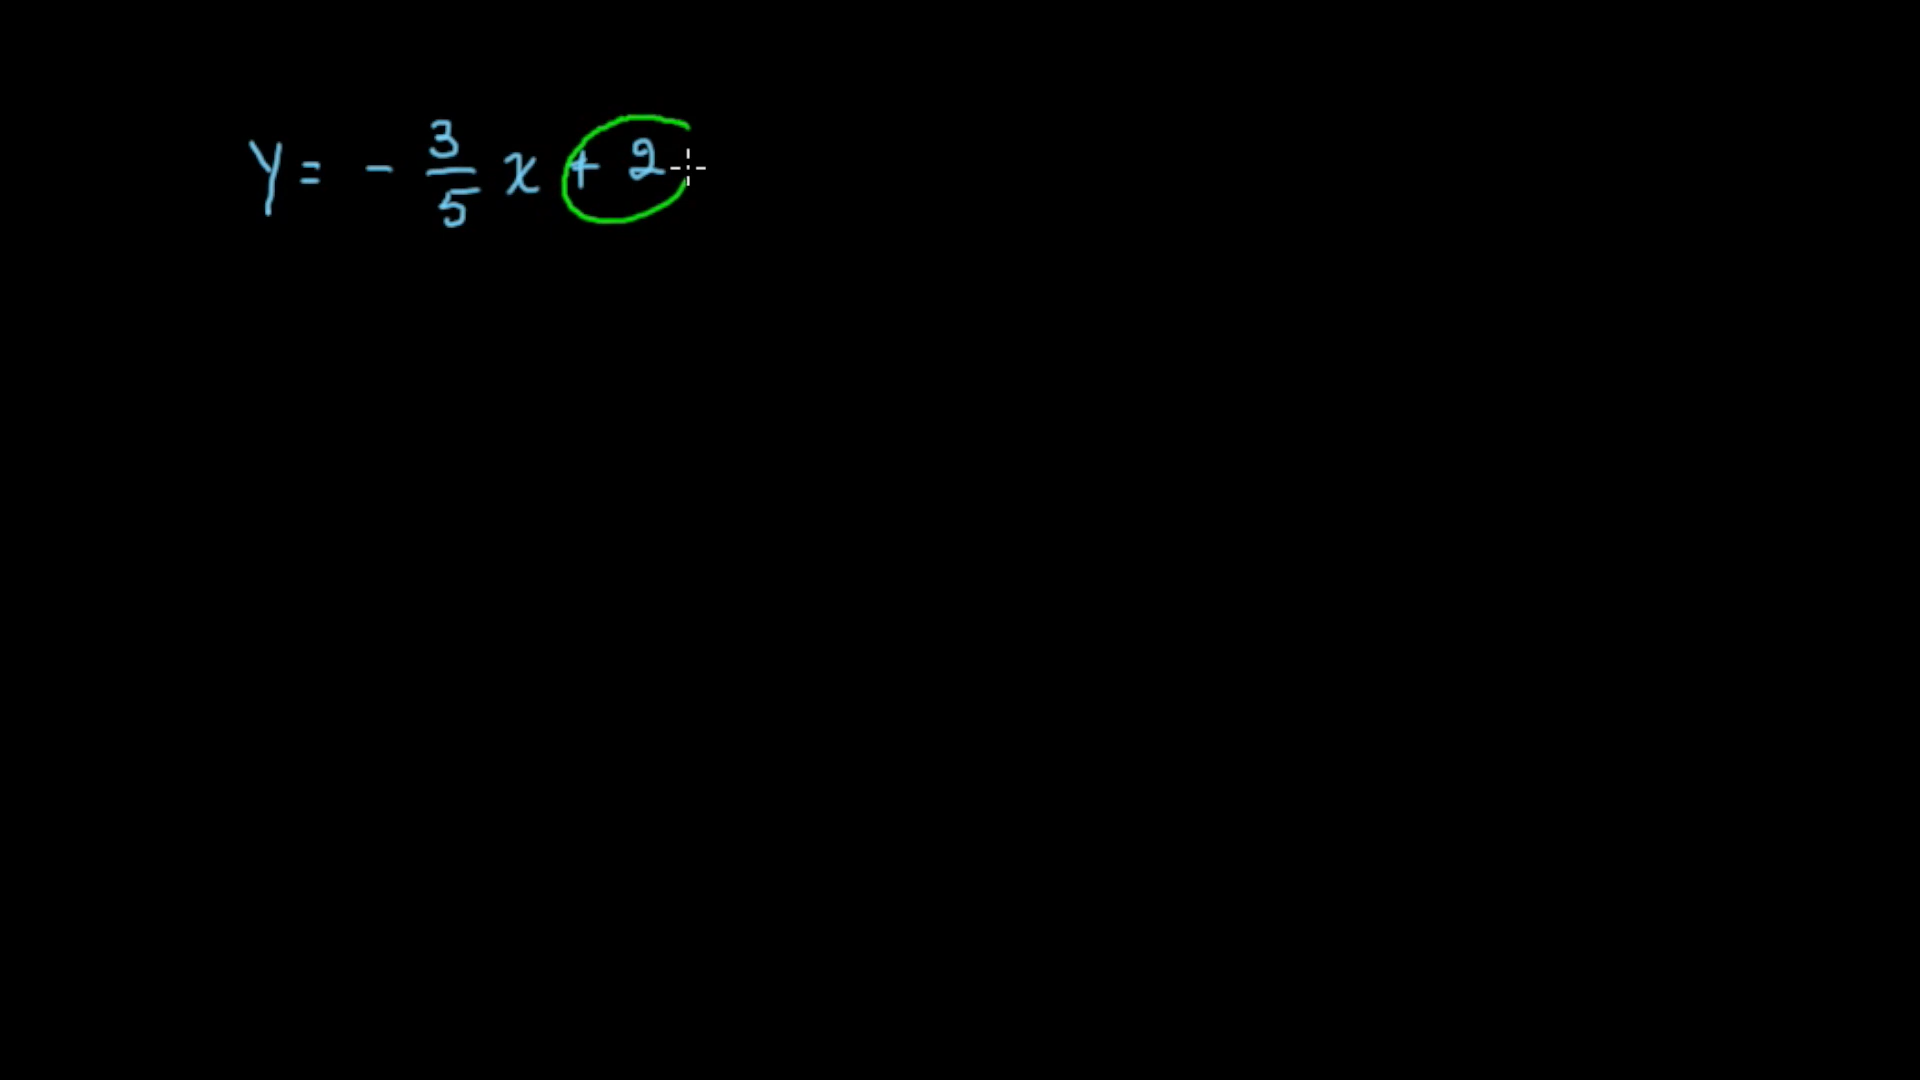 y = - 3/5 x + 2